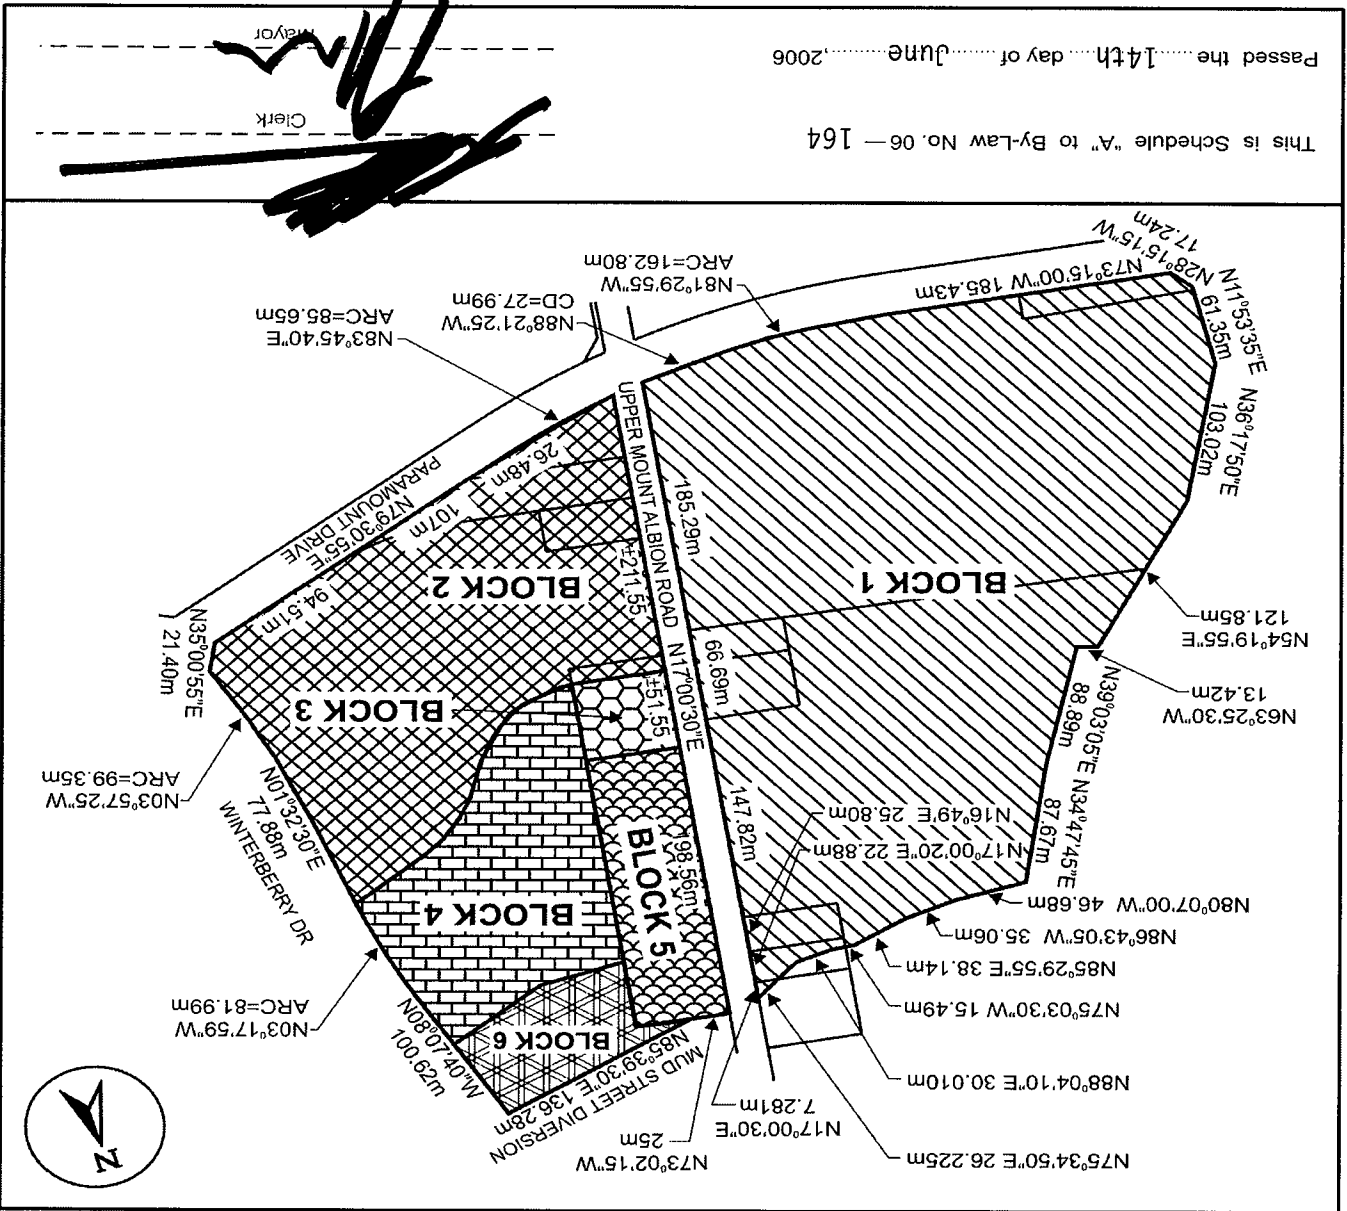 N75°34'50"E 26.225m
N17°00'30"E
7.281m
N73°02'15"W
25m
N
N88°04'10"E 30.010m
MUD STREET DIVERSION
N85°39'30"E 136.28m
N08°07'40"W
100.62m
N75°03'30"W 15.49m
BLOCK 6
N03°17'59"W
ARC=81.99m
N85°29'55"E 38.14m
N86°43'05"W 35.06m
N80°07'00"W 46.68m
BLOCK 4
BLOCK 5
98.56m
WINTERBERRY DR
N17°00'20"E 22.88m
N16°49'E 25.80m
N34°47'45"E
87.67m
147.82m
N01°32'30"E
77.88m
N03°57'25"W
ARC=99.35m
N63°25'30"W
13.42m
N39°03'05"E
88.89m
66.69m
±51.55
BLOCK 3
N35°00'55"E
21.40m
N54°19'55"E
121.85m
BLOCK 1
BLOCK 2
UPPER MOUNT ALBION ROAD N17°00'30"E
±211.55
185.29m
107m
94.51m
N79°30'55"E
PARAMOUNT DRIVE
26.48m
N36°17'50"E
103.02m
N11°53'35"E
61.35m
N83°45'40"E
ARC=85.65m
N88°21'25"W
CD=27.99m
N81°29'55"W
ARC=162.80m
N73°15'00"W 185.43m
N28°15'15"W
17.24m
This is Schedule "A" to By-Law No. 06 — 164
Clerk
Passed the 14th day of June, 2006
Mayor